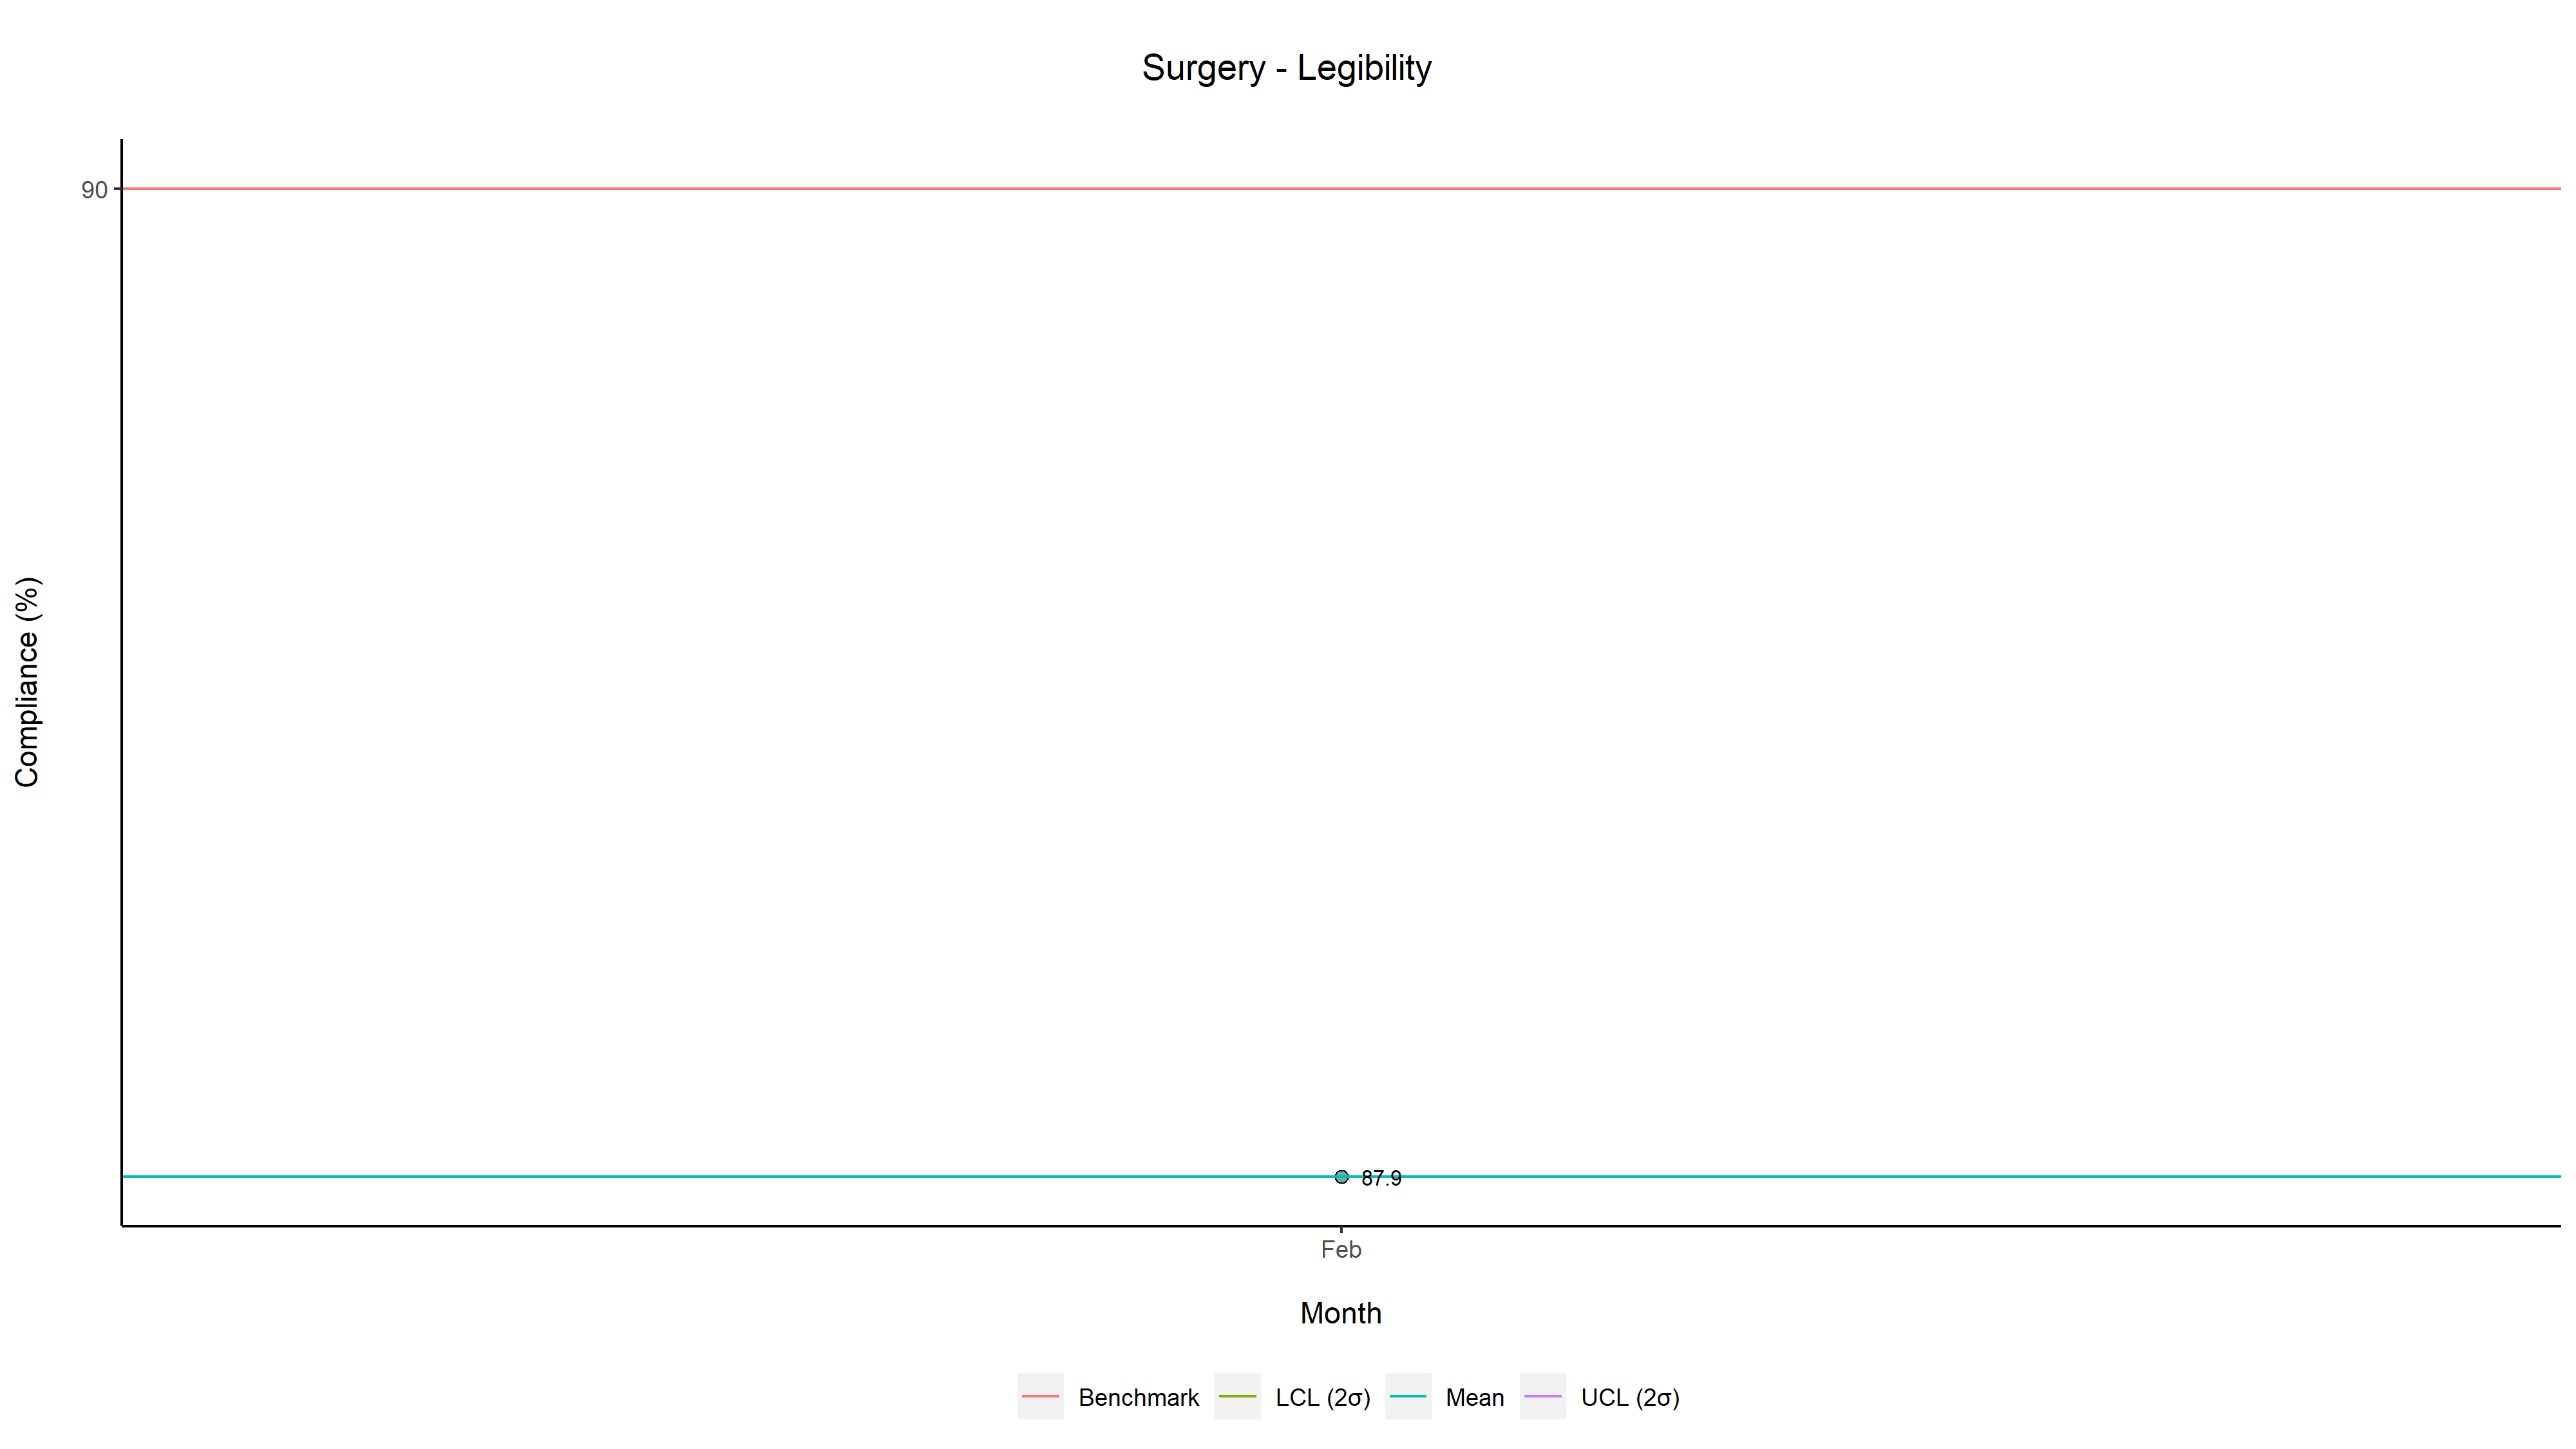 Surgery - Legibility
90
Compliance (%)
87.9
Feb
Month
Benchmark LCL (2σ) Mean UCL (2σ)